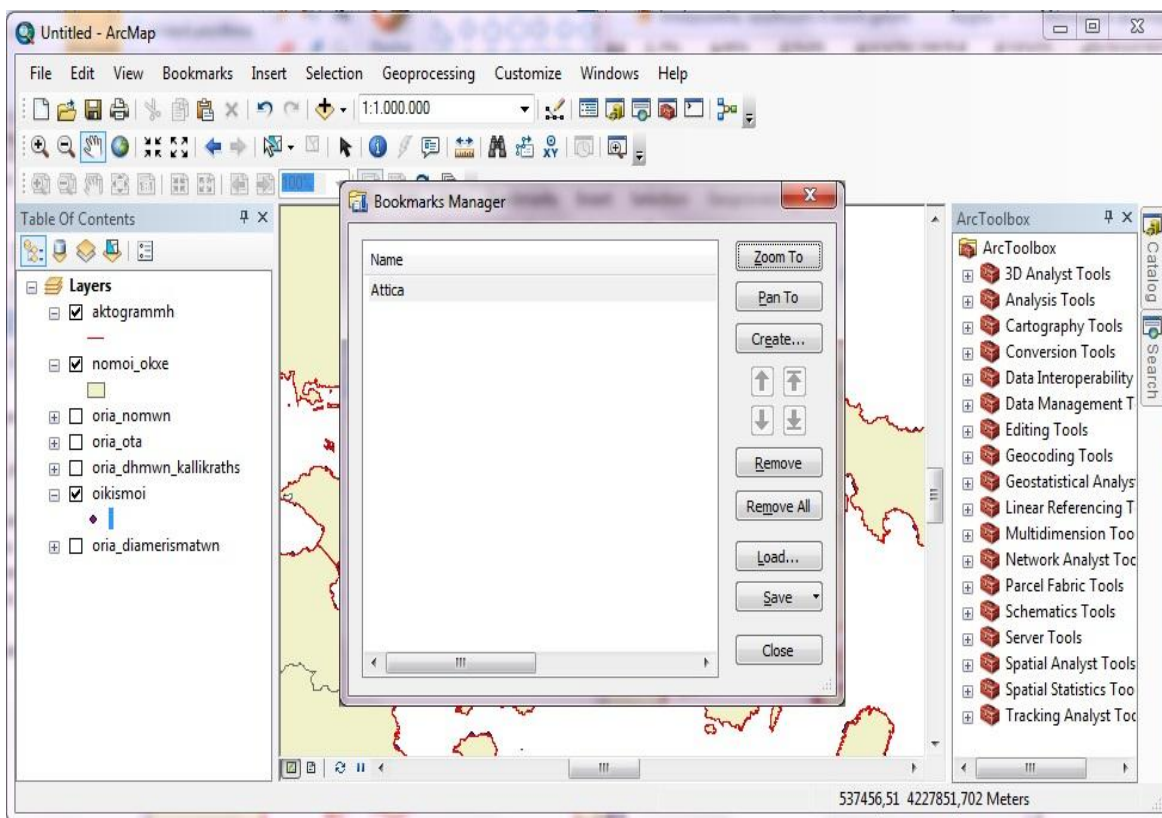 Untitled - ArcMap
File Edit View Bookmarks Insert Selection Geoprocessing Customize Windows Help
1:1.000.000
100%
Table Of Contents
Layers
aktogrammh
nomoi_okxe
oria_nomwn
oria_ota
oria_dhmwn_kallikraths
oikismoi
oria_diamerismatwn
Bookmarks Manager
Name
Attica
Zoom To
Pan To
Create...
Remove
Remove All
Load...
Save
Close
ArcToolbox
ArcToolbox
3D Analyst Tools
Analysis Tools
Cartography Tools
Conversion Tools
Data Interoperability
Data Management T
Editing Tools
Geocoding Tools
Geostatistical Analys
Linear Referencing T
Multidimension Too
Network Analyst Toc
Parcel Fabric Tools
Schematics Tools
Server Tools
Spatial Analyst Tools
Spatial Statistics Too
Tracking Analyst Toc
Catalog
Search
537456,51 4227851,702 Meters